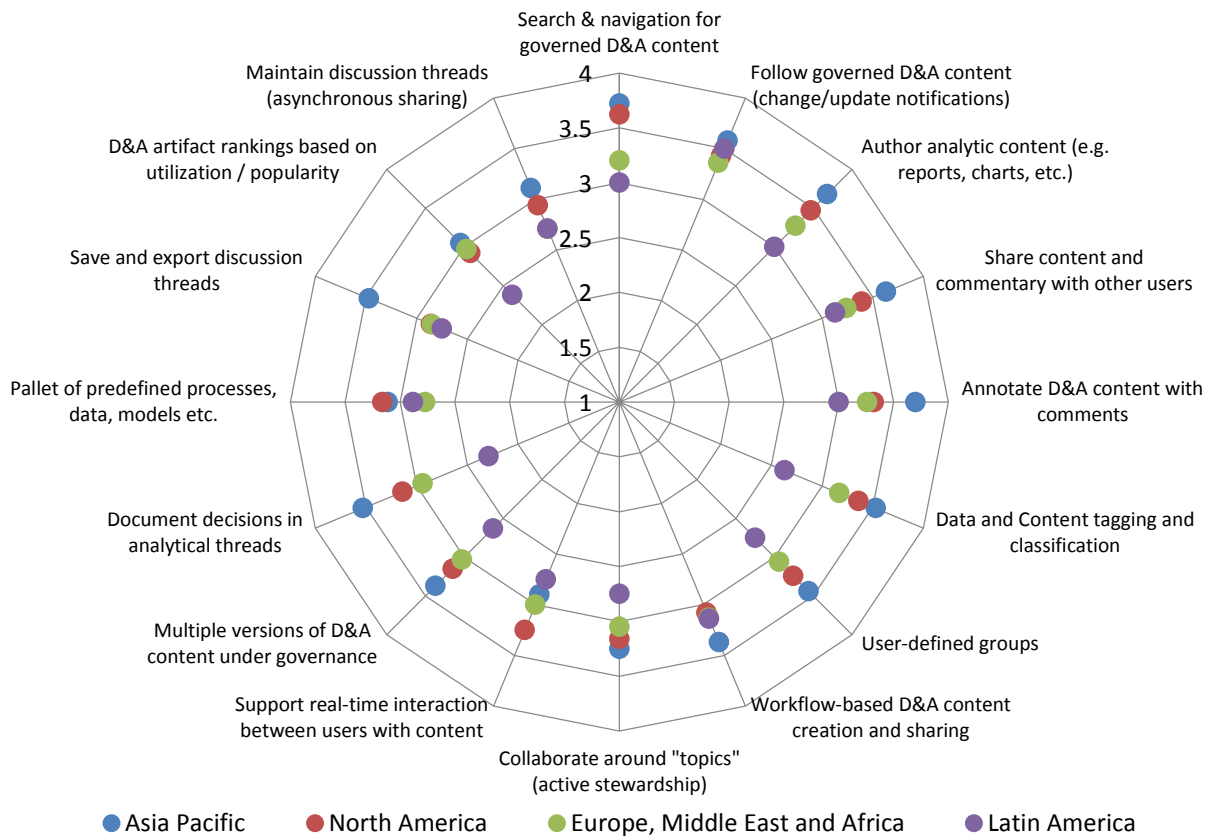 Search & navigation for
governed D&A content
Follow governed D&A content
(change/update notifications)
Author analytic content (e.g.
reports, charts, etc.)
Share content and
commentary with other users
Annotate D&A content with
comments
Data and Content tagging and
classification
User-defined groups
Workflow-based D&A content
creation and sharing
Collaborate around "topics"
(active stewardship)
Support real-time interaction
between users with content
Multiple versions of D&A
content under governance
Document decisions in
analytical threads
Pallet of predefined processes,
data, models etc.
Save and export discussion
threads
D&A artifact rankings based on
utilization / popularity
Maintain discussion threads
(asynchronous sharing)
4
3.5
3
2.5
2
1.5
1
Asia Pacific
North America
Europe, Middle East and Africa
Latin America